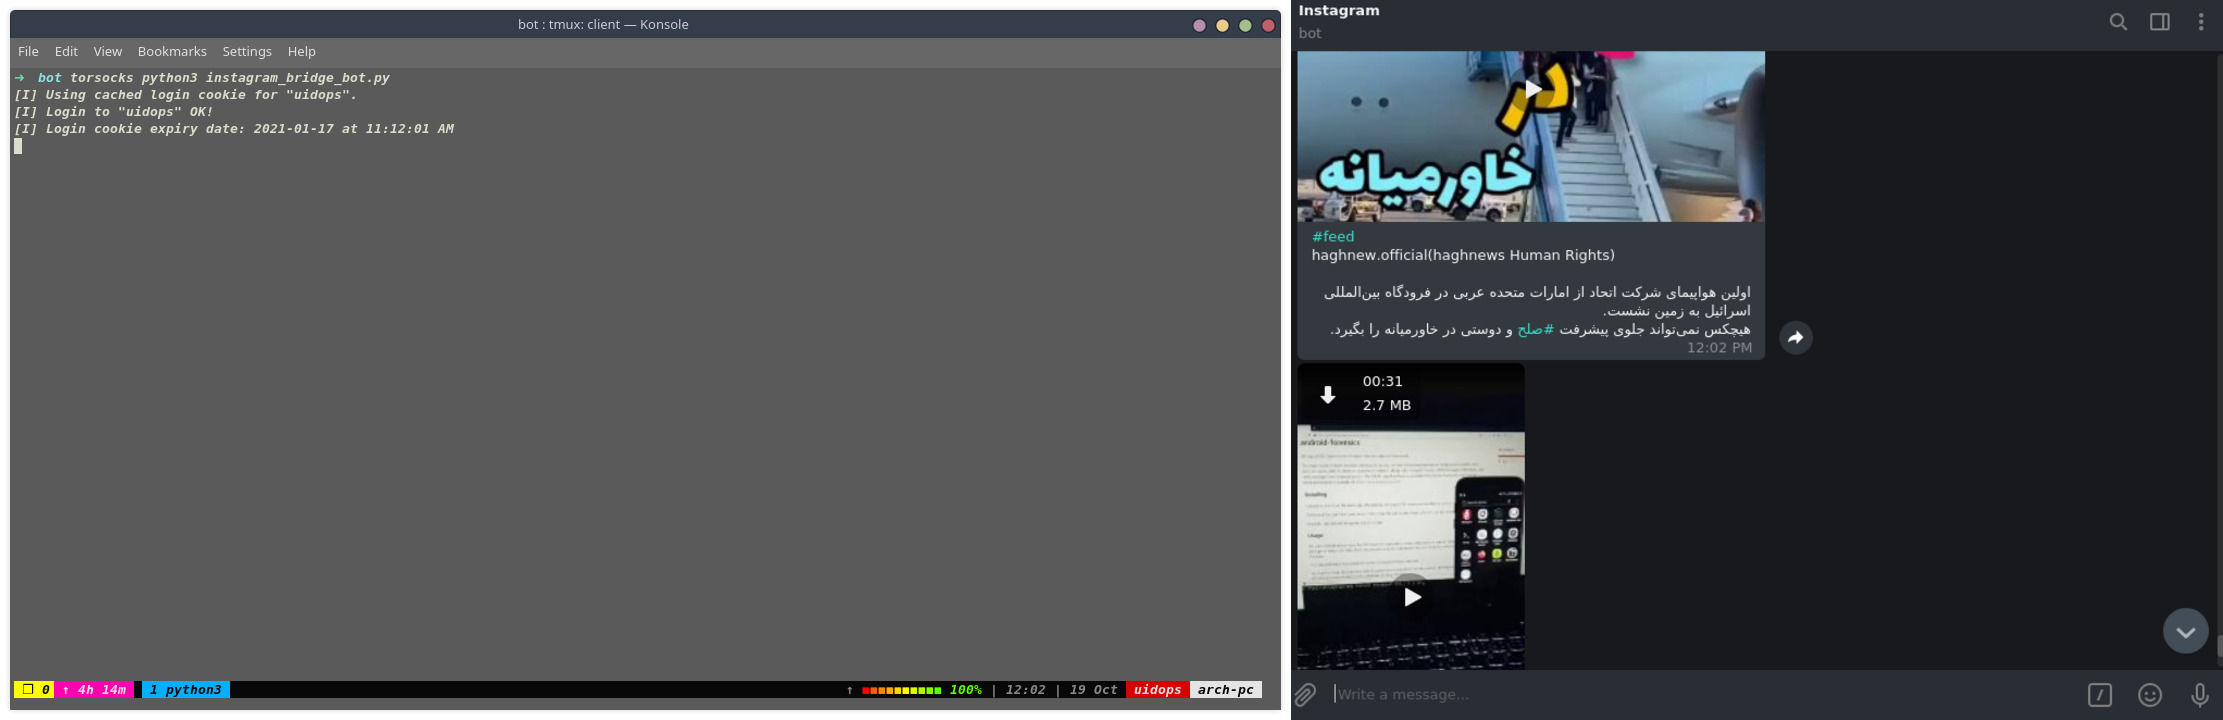 bot : tmux: client — Konsole
File Edit View Bookmarks Settings Help
➜ bot torsocks python3 instagram_bridge_bot.py
[I] Using cached login cookie for "uidops".
[I] Login to "uidops" OK!
[I] Login cookie expiry date: 2021-01-17 at 11:12:01 AM
❐ 0 ↑ 4h 14m 1 python3 ↑ 100% | 12:02 | 19 Oct uidops arch-pc
Instagram
bot
در
خاورمیانه
#feed
haghnew.official(haghnews Human Rights)
اولین هواپیمای شرکت اتحاد از امارات متحده عربی در فرودگاه بین‌المللی
اسرائیل به زمین نشست.
هیچکس نمی‌تواند جلوی پیشرفت #صلح و دوستی در خاورمیانه را بگیرد.
12:02 PM
00:31
2.7 MB
android-forensics
Installing
Usage
Write a message...